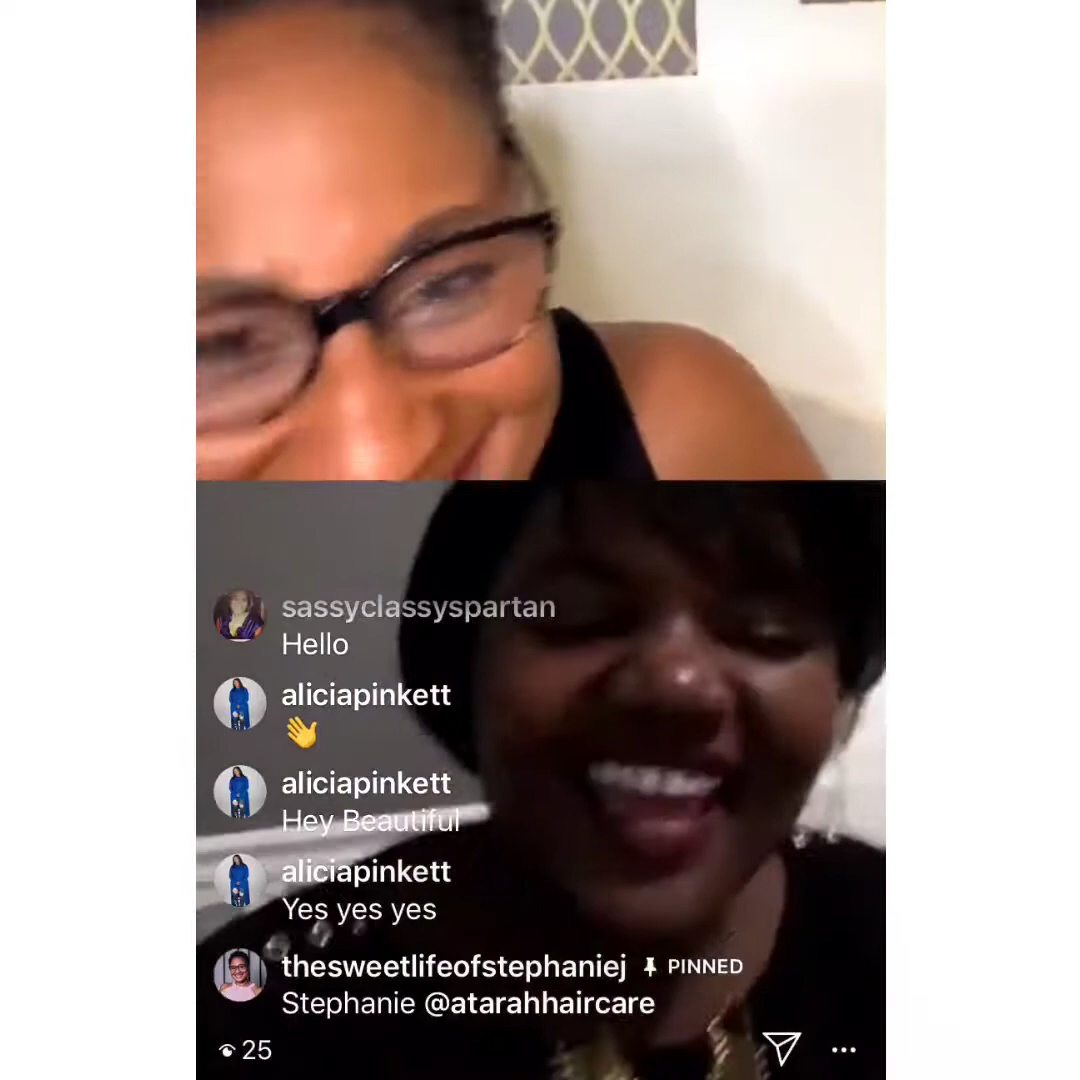 sassyclassyspartan
Hello
aliciapinkett
👋
aliciapinkett
Hey Beautiful
aliciapinkett
Yes yes yes
thesweetlifeofstephaniej PINNED
Stephanie @atarahhaircare
25